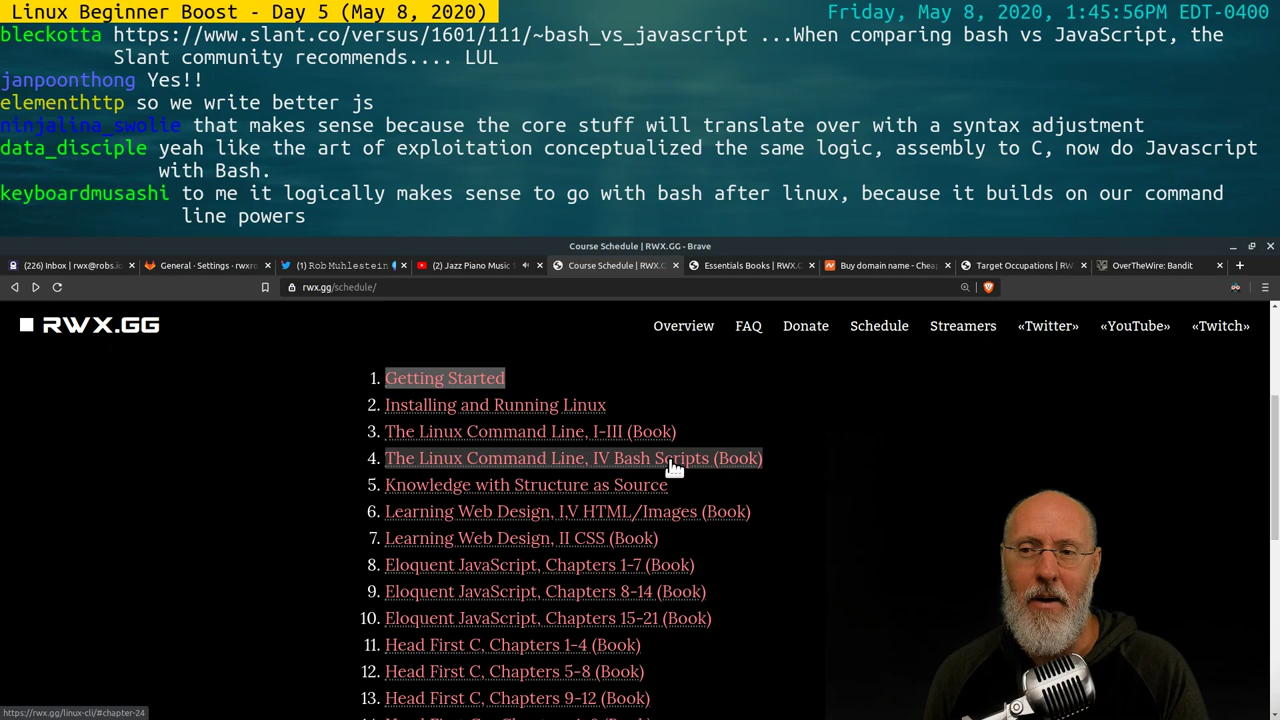 Linux Beginner Boost - Day 5 (May 8, 2020)
Friday, May 8, 2020, 1:45:56PM EDT-0400
bleckotta https://www.slant.co/versus/1601/111/~bash_vs_javascript ...When comparing bash vs JavaScript, the
Slant community recommends.... LUL
janpoonthong Yes!!
elementhttp so we write better js
ninjalina_swolie that makes sense because the core stuff will translate over with a syntax adjustment
data_disciple yeah like the art of exploitation conceptualized the same logic, assembly to C, now do Javascript
with Bash.
keyboardmusashi to me it logically makes sense to go with bash after linux, because it builds on our command
line powers
Course Schedule | RWX.GG - Brave
(226) Inbox | rwx@robs.io
General · Settings · rwxro
(1) Rob Muhlestein
(2) Jazz Piano Music
Course Schedule | RWX.G
Essentials Books | RWX.G
Buy domain name - Cheap
Target Occupations | RW
OverTheWire: Bandit
rwx.gg/schedule/
RWX.GG
Overview FAQ Donate Schedule Streamers «Twitter» «YouTube» «Twitch»
1. Getting Started
2. Installing and Running Linux
3. The Linux Command Line, I-III (Book)
4. The Linux Command Line, IV Bash Scripts (Book)
5. Knowledge with Structure as Source
6. Learning Web Design, I,V HTML/Images (Book)
7. Learning Web Design, II CSS (Book)
8. Eloquent JavaScript, Chapters 1-7 (Book)
9. Eloquent JavaScript, Chapters 8-14 (Book)
10. Eloquent JavaScript, Chapters 15-21 (Book)
11. Head First C, Chapters 1-4 (Book)
12. Head First C, Chapters 5-8 (Book)
13. Head First C, Chapters 9-12 (Book)
https://rwx.gg/linux-cli/#chapter-24